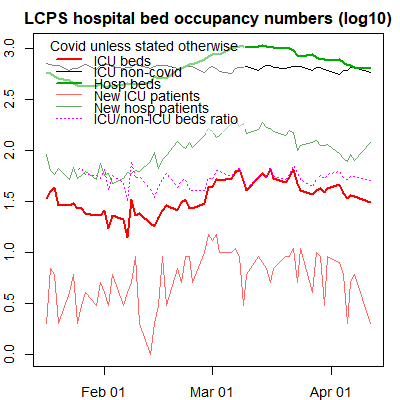 LCPS hospital bed occupancy numbers (log10)
Covid unless stated otherwise
ICU beds
ICU non-covid
Hosp beds
New ICU patients
New hosp patients
ICU/non-ICU beds ratio
3.0
2.5
2.0
1.5
1.0
0.5
0.0
Feb 01
Mar 01
Apr 01